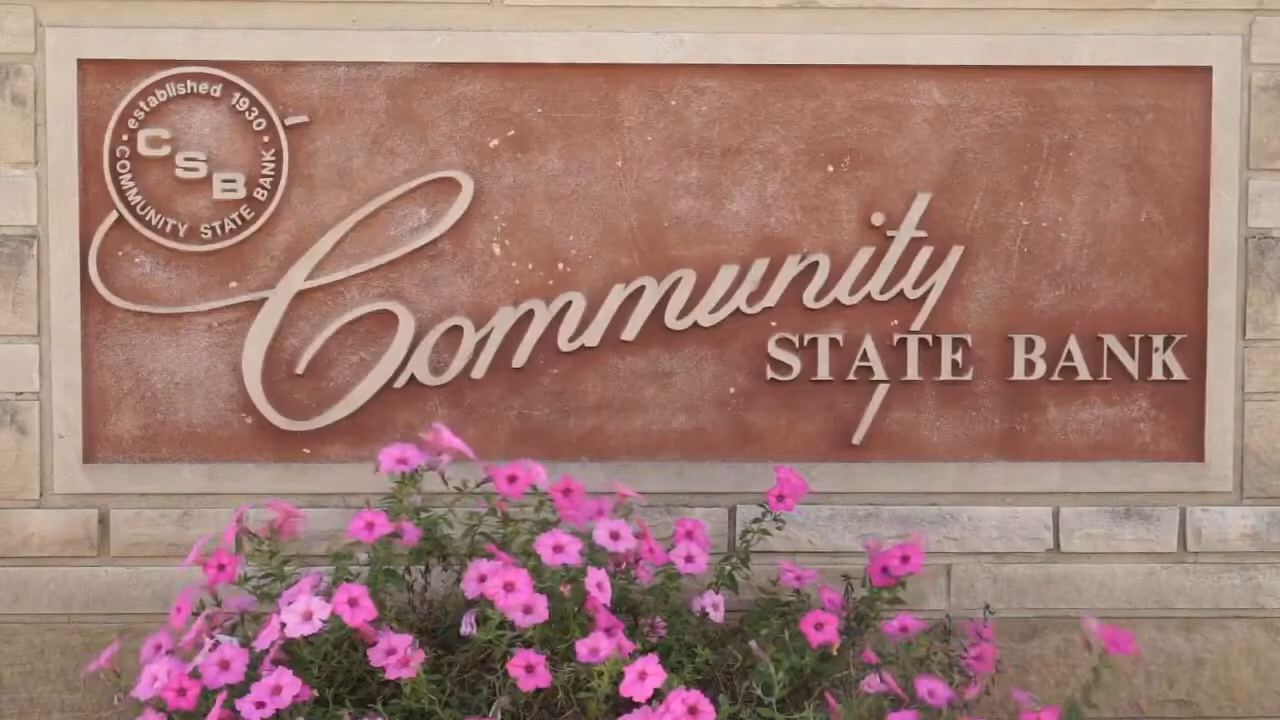 established 1930
CSB
COMMUNITY STATE BANK
Community
STATE BANK